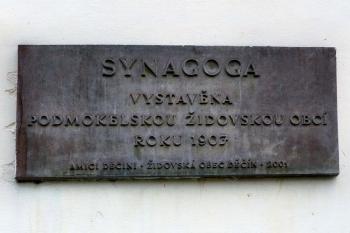 SYNAGOGA
VYSTAVĚNA
PODMOKELSKOU ŽIDOVSKOU OBCÍ
ROKU 1907
AMICI DECINI · ŽIDOVSKÁ OBEC DĚČÍN · 2001